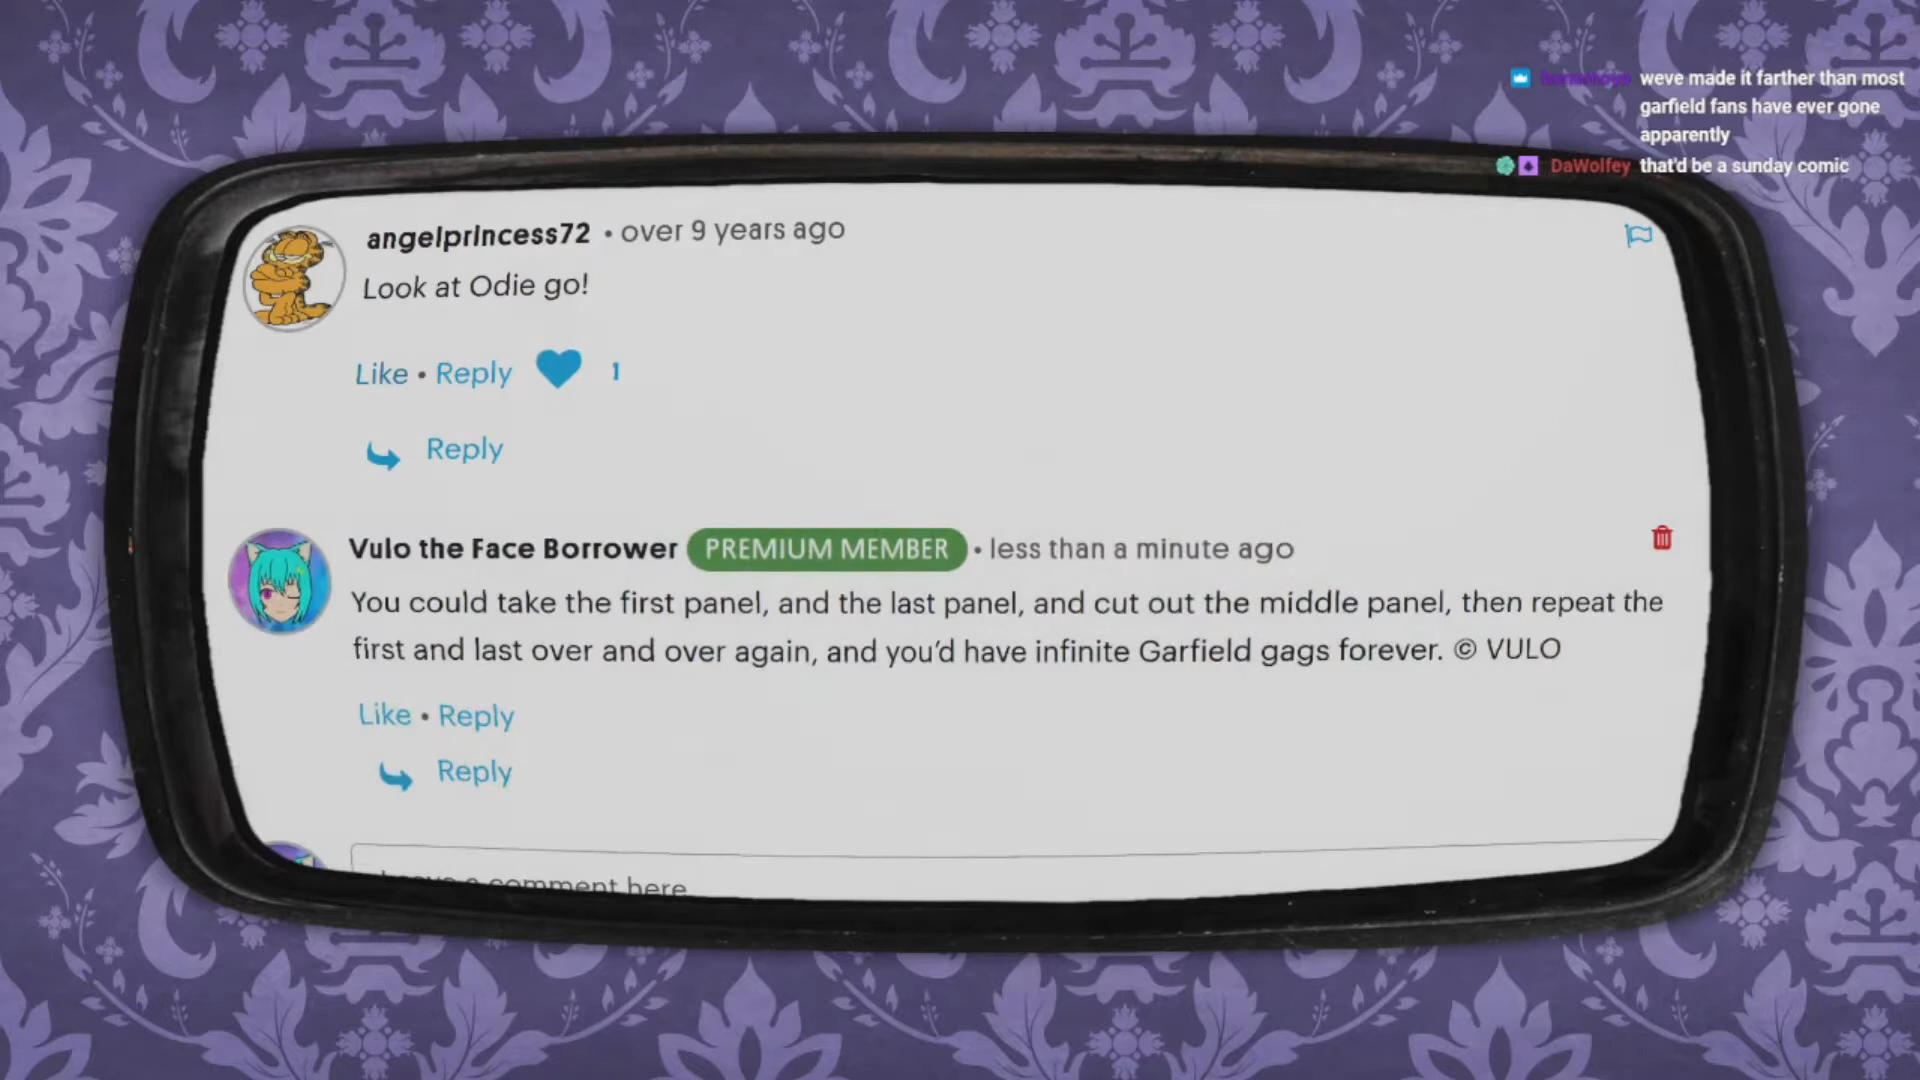 weve made it farther than most
garfield fans have ever gone
apparently
DaWolfey that'd be a sunday comic
angelprincess72 • over 9 years ago
Look at Odie go!
Like • Reply 1
Reply
Vulo the Face Borrower PREMIUM MEMBER • less than a minute ago
You could take the first panel, and the last panel, and cut out the middle panel, then repeat the
first and last over and over again, and you'd have infinite Garfield gags forever. © VULO
Like • Reply
Reply
Leave a comment here